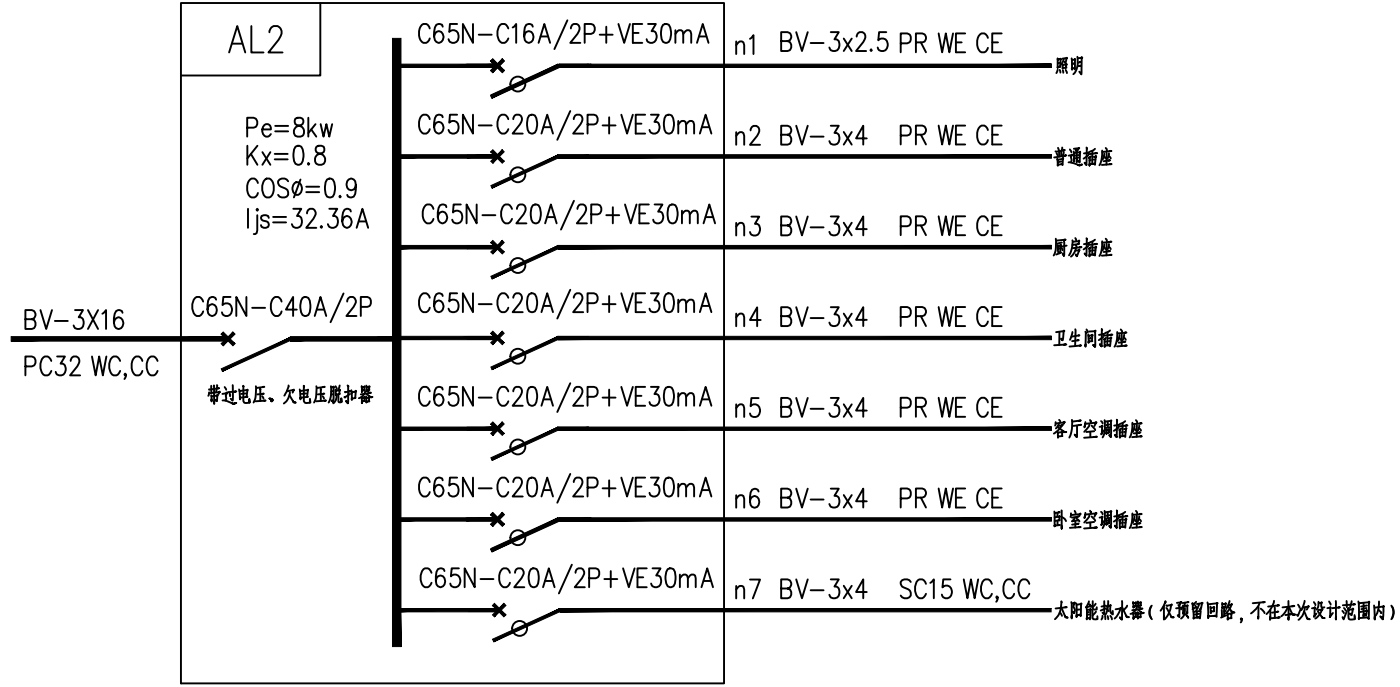 AL2
Pe=8kw
Kx=0.8
COSø=0.9
Ijs=32.36A
BV-3X16
PC32 WC,CC
C65N-C40A/2P
带过电压、欠电压脱扣器
C65N-C16A/2P+VE30mA
n1 BV-3x2.5 PR WE CE
照明
C65N-C20A/2P+VE30mA
n2 BV-3x4 PR WE CE
普通插座
C65N-C20A/2P+VE30mA
n3 BV-3x4 PR WE CE
厨房插座
C65N-C20A/2P+VE30mA
n4 BV-3x4 PR WE CE
卫生间插座
C65N-C20A/2P+VE30mA
n5 BV-3x4 PR WE CE
客厅空调插座
C65N-C20A/2P+VE30mA
n6 BV-3x4 PR WE CE
卧室空调插座
C65N-C20A/2P+VE30mA
n7 BV-3x4 SC15 WC,CC
太阳能热水器(仅预留回路,不在本次设计范围内)